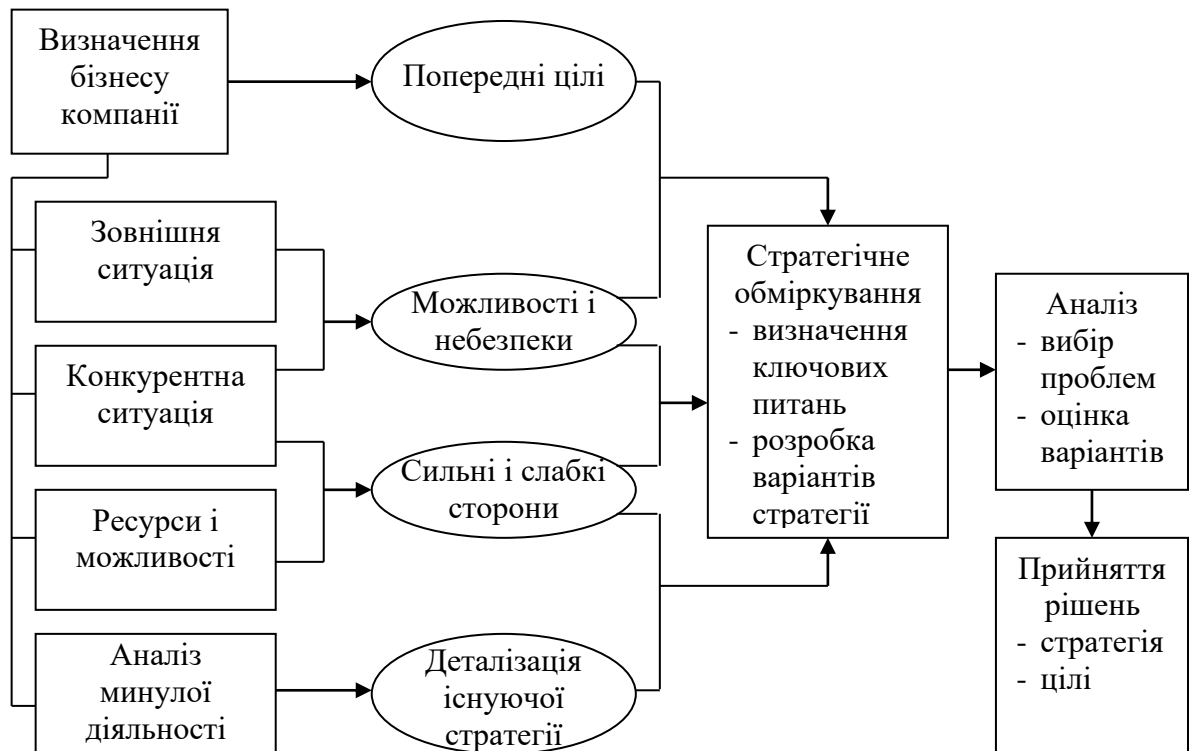 Визначення
бізнесу
компанії
Попередні цілі
Зовнішня
ситуація
Можливості і
небезпеки
Конкурентна
ситуація
Сильні і слабкі
сторони
Ресурси і
можливості
Аналіз
минулої
діяльності
Деталізація
існуючої
стратегії
Стратегічне
обміркування
- визначення
ключових
питань
- розробка
варіантів
стратегії
Аналіз
- вибір
проблем
- оцінка
варіантів
Прийняття
рішень
- стратегія
- цілі